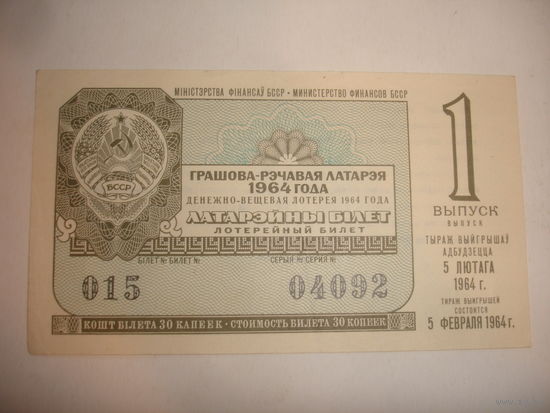 МІНІСТЭРСТВА ФІНАНСАЎ БССР • МИНИСТЕРСТВО ФИНАНСОВ БССР
БССР
ГРАШОВА-РЭЧАВАЯ ЛАТАРЭЯ
1964 ГОДА
ДЕНЕЖНО-ВЕЩЕВАЯ ЛОТЕРЕЯ 1964 ГОДА
ЛАТАРЭЙНЫ БІЛЕТ
ЛОТЕРЕЙНЫЙ БИЛЕТ
БІЛЕТ № БИЛЕТ № СЕРЫЯ № СЕРИЯ №
015 04092
КОШТ БІЛЕТА 30 КАПЕЕК • СТОИМОСТЬ БИЛЕТА 30 КОПЕЕК
1
ВЫПУСК
ВЫПУСК
ТЫРАЖ ВЫЙГРЫШАЎ
АДБУДЗЕЦЦА
5 ЛЮТАГА
1964 г.
ТИРАЖ ВЫИГРЫШЕЙ
СОСТОИТСЯ
5 ФЕВРАЛЯ 1964 г.